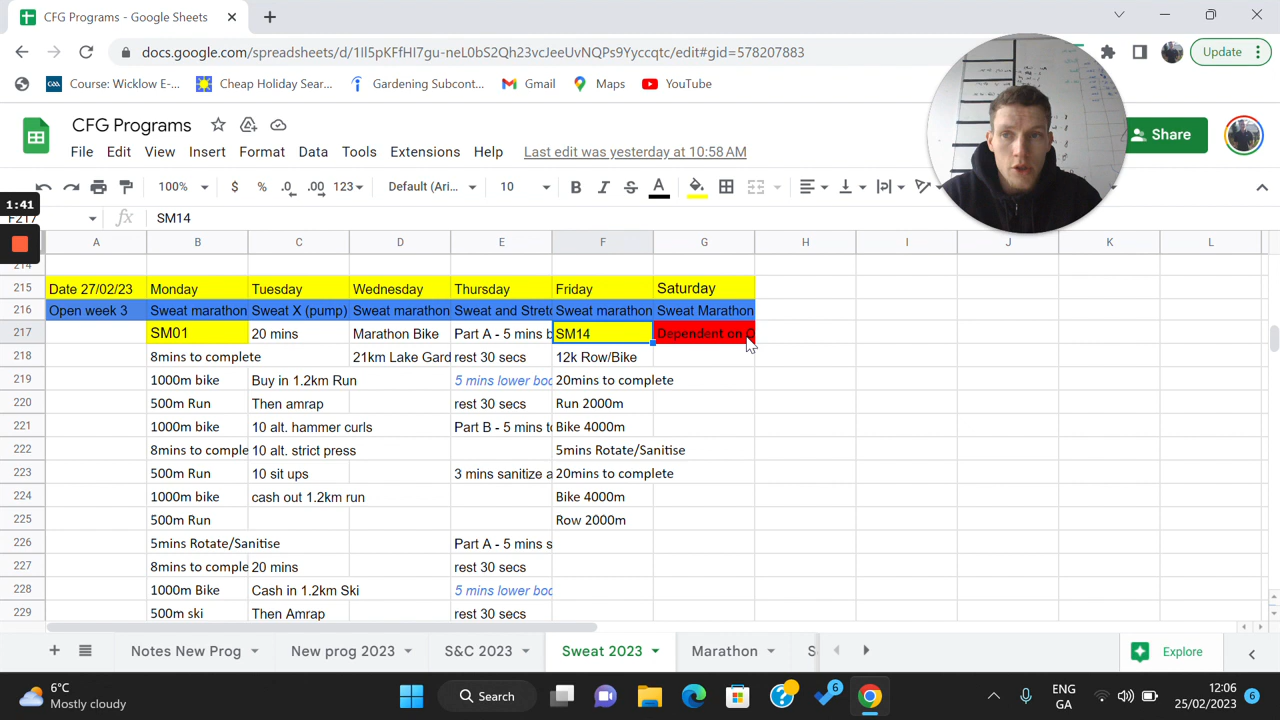 CFG Programs - Google Sheets
docs.google.com/spreadsheets/d/1Il5pKFfHI7gu-neL0bS2Qh23vcJeeUvNQPs9Yyccqtc/edit#gid=578207883
Update
Course: Wicklow E-... Cheap Holiday Sear... Gardening Subcont... Gmail Maps YouTube
CFG Programs
Share
File Edit View Insert Format Data Tools Extensions Help Last edit was yesterday at 10:58 AM
100% $ % .0 .00 123 Default (Ari... 10 B I S A
1:41
F217 fx SM14
A B C D E F G H I J K L
214
215 Date 27/02/23 Monday Tuesday Wednesday Thursday Friday Saturday
216 Open week 3 Sweat marathon Sweat X (pump) Sweat marathon Sweat and Stretc Sweat marathon Sweat Marathon
217 SM01 20 mins Marathon Bike Part A - 5 mins b SM14 Dependent on
218 8mins to complete 21km Lake Gard rest 30 secs 12k Row/Bike
219 1000m bike Buy in 1.2km Run 5 mins lower boc 20mins to complete
220 500m Run Then amrap rest 30 secs Run 2000m
221 1000m bike 10 alt. hammer curls Part B - 5 mins to Bike 4000m
222 8mins to comple 10 alt. strict press 5mins Rotate/Sanitise
223 500m Run 10 sit ups 3 mins sanitize a 20mins to complete
224 1000m bike cash out 1.2km run Bike 4000m
225 500m Run Row 2000m
226 5mins Rotate/Sanitise Part A - 5 mins s
227 8mins to comple 20 mins rest 30 secs
228 1000m Bike Cash in 1.2km Ski 5 mins lower boc
229 500m ski Then Amrap rest 30 secs
Notes New Prog New prog 2023 S&C 2023 Sweat 2023 Marathon S Explore
6°C
Mostly cloudy
Search
6
ENG
GA
12:06
25/02/2023
6